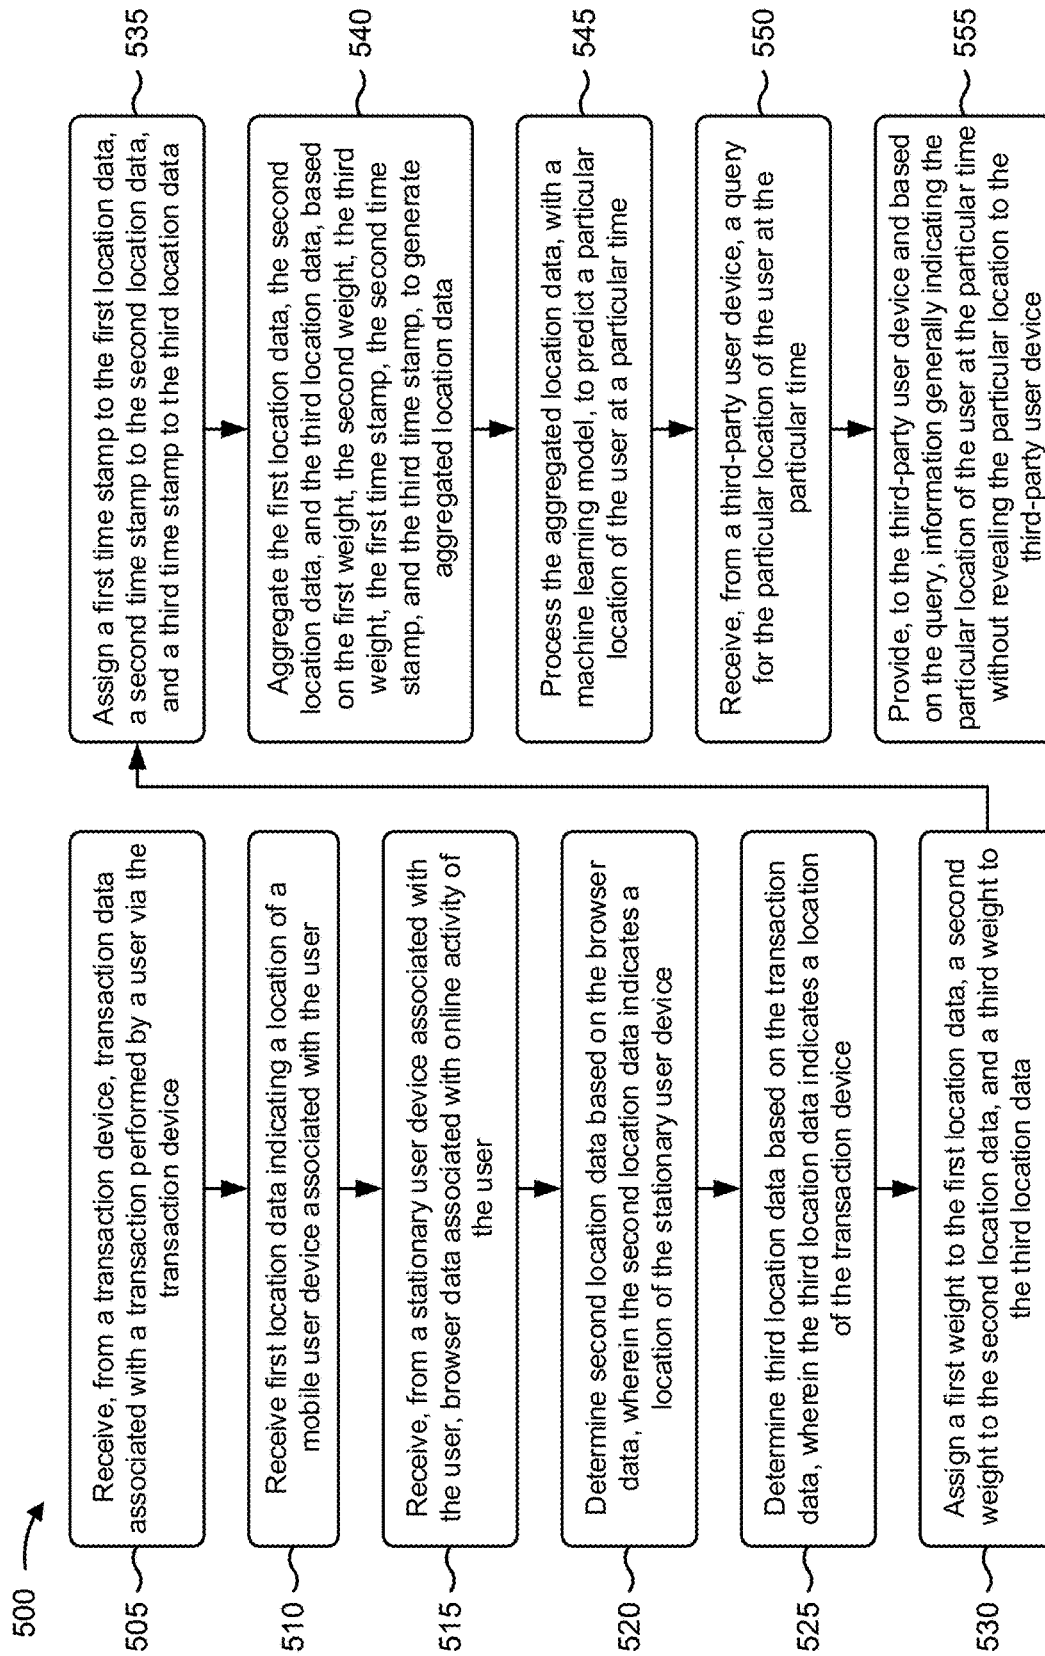 500
505
Receive, from a transaction device, transaction data
associated with a transaction performed by a user via the
transaction device
510
Receive first location data indicating a location of a
mobile user device associated with the user
515
Receive, from a stationary user device associated with
the user, browser data associated with online activity of
the user
520
Determine second location data based on the browser
data, wherein the second location data indicates a
location of the stationary user device
525
Determine third location data based on the transaction
data, wherein the third location data indicates a location
of the transaction device
530
Assign a first weight to the first location data, a second
weight to the second location data, and a third weight to
the third location data
535
Assign a first time stamp to the first location data,
a second time stamp to the second location data,
and a third time stamp to the third location data
540
Aggregate the first location data, the second
location data, and the third location data, based
on the first weight, the second weight, the third
weight, the first time stamp, the second time
stamp, and the third time stamp, to generate
aggregated location data
545
Process the aggregated location data, with a
machine learning model, to predict a particular
location of the user at a particular time
550
Receive, from a third-party user device, a query
for the particular location of the user at the
particular time
555
Provide, to the third-party user device and based
on the query, information generally indicating the
particular location of the user at the particular time
without revealing the particular location to the
third-party user device